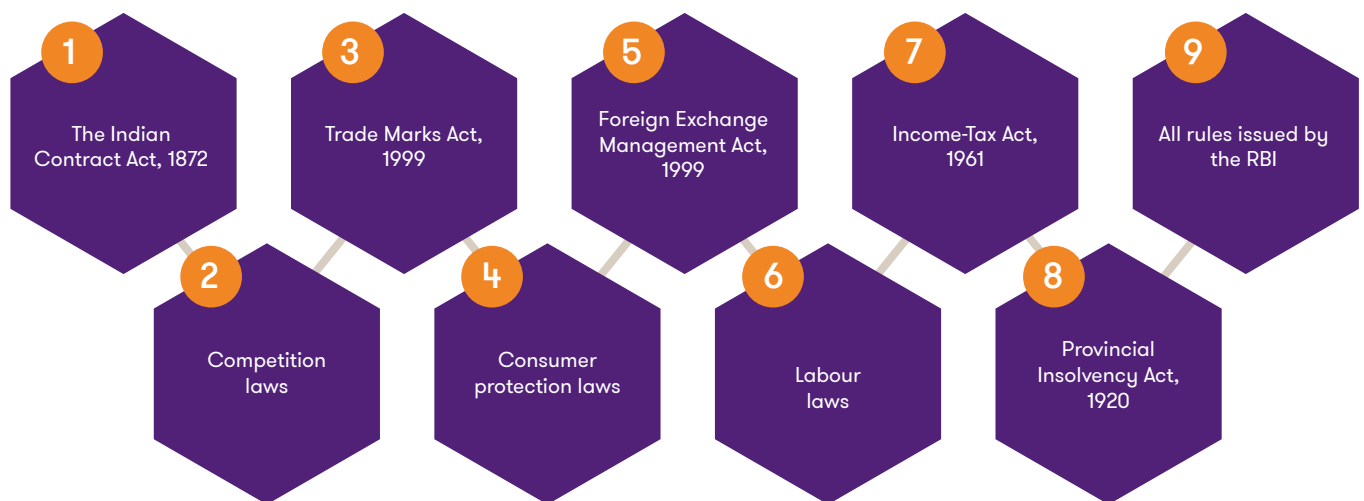 1
The Indian
Contract Act, 1872
2
Competition
laws
3
Trade Marks Act,
1999
4
Consumer
protection laws
5
Foreign Exchange
Management Act,
1999
6
Labour
laws
7
Income-Tax Act,
1961
8
Provincial
Insolvency Act,
1920
9
All rules issued by
the RBI